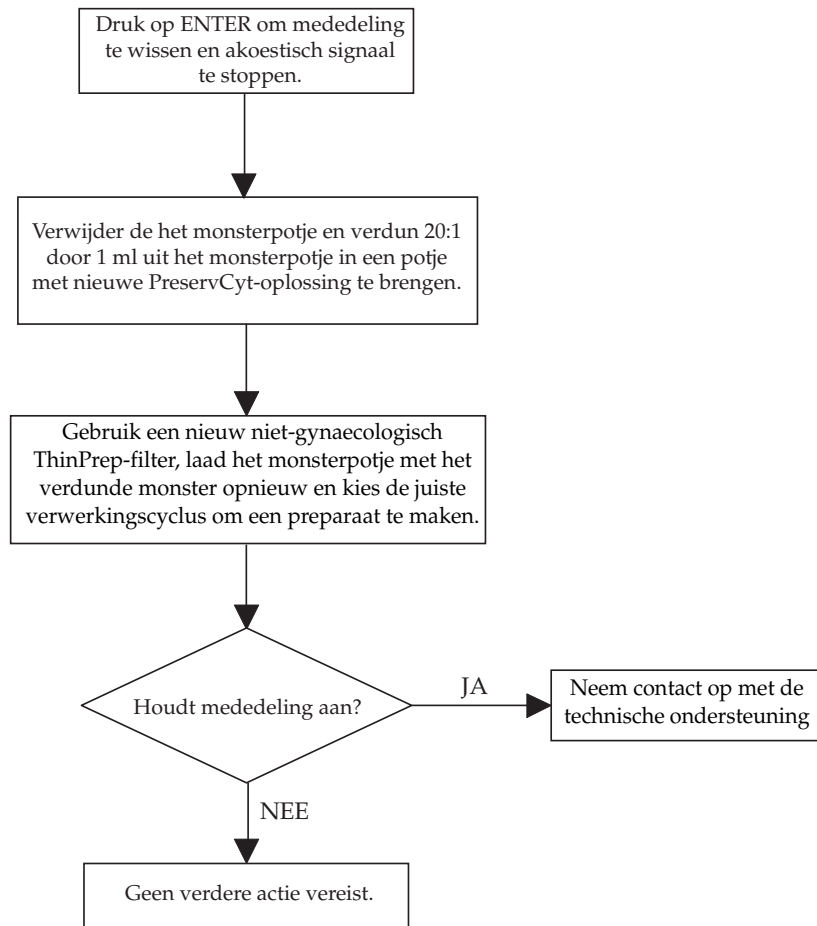 Druk op ENTER om mededeling
te wissen en akoestisch signaal
te stoppen.
Verwijder de het monsterpotje en verdun 20:1
door 1 ml uit het monsterpotje in een potje
met nieuwe PreservCyt-oplossing te brengen.
Gebruik een nieuw niet-gynaecologisch
ThinPrep-filter, laad het monsterpotje met het
verdunde monster opnieuw en kies de juiste
verwerkingscyclus om een preparaat te maken.
Houdt mededeling aan?
JA
Neem contact op met de
technische ondersteuning
NEE
Geen verdere actie vereist.